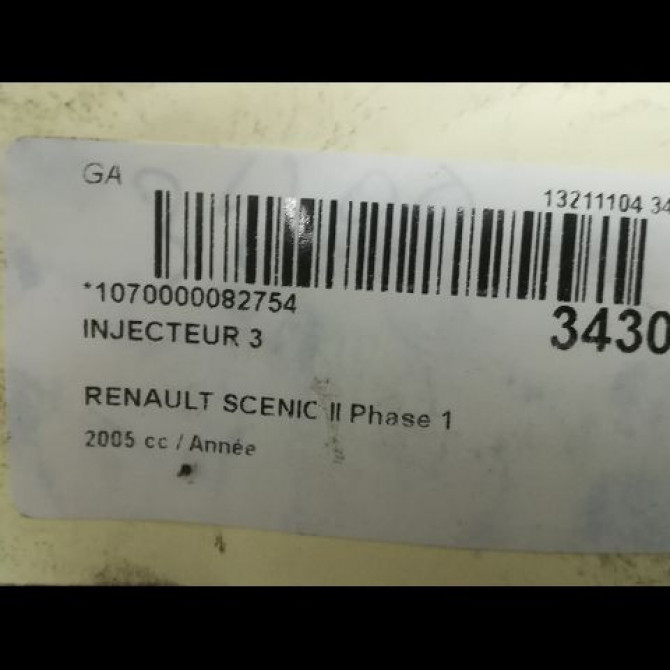 GA
13211104 34
*1070000082754
3430
INJECTEUR 3
RENAULT SCENIC II Phase 1
2005 cc / Année